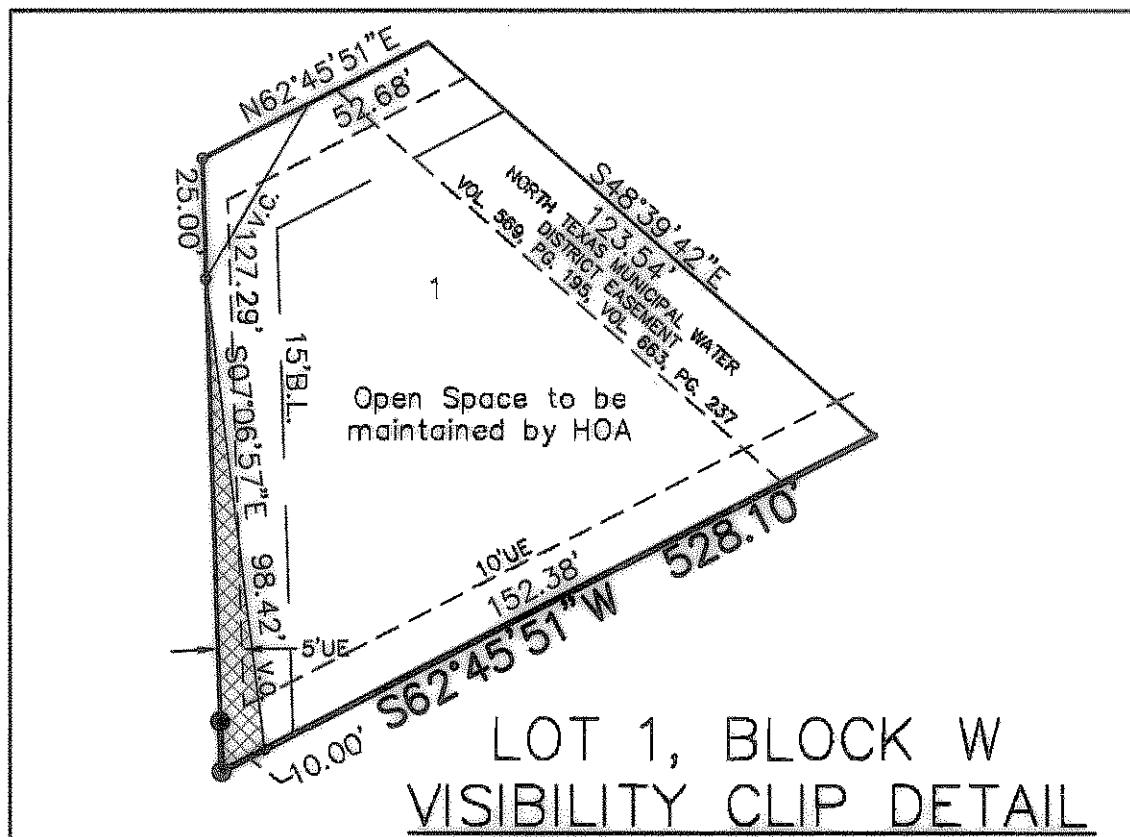 N62°45'51"E
52.68'
25.00'
V.C.
127.29'
S07°06'57"E
98.42'
V.C.
15'B.L.
1
NORTH TEXAS MUNICIPAL WATER
DISTRICT EASEMENT
VOL. 569, PG. 195, VOL. 663, PG. 237
S48°39'42"E
123.54'
Open Space to be
maintained by HOA
10'UE
152.38'
S62°45'51"W 528.10'
5'UE
10.00'
LOT 1, BLOCK W
VISIBILITY CLIP DETAIL